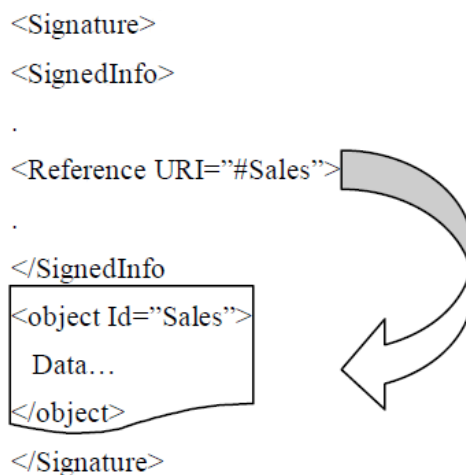 <Signature>
<SignedInfo>
.
<Reference URI=”#Sales”>
.
</SignedInfo
<object Id=”Sales”>
Data…
</object>
</Signature>